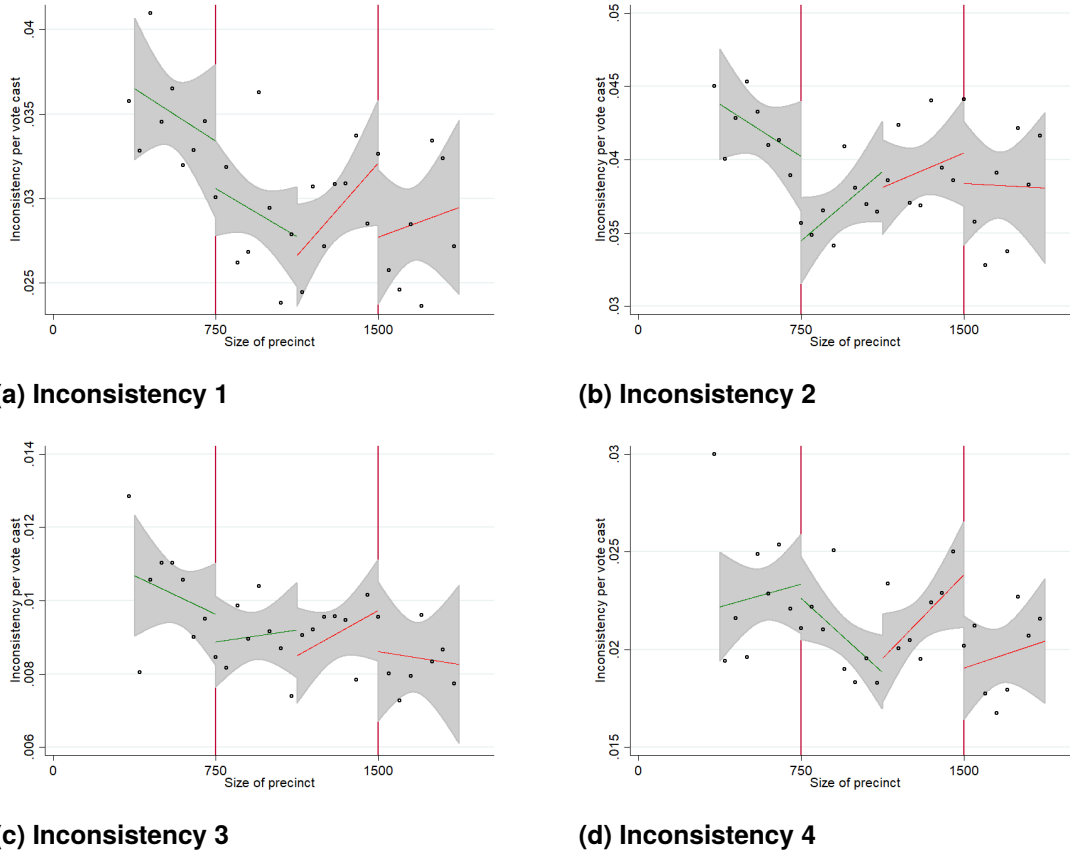 Inconsistency per vote cast
.04
.035
.03
.025
0
750
1500
Size of precinct
(a) Inconsistency 1
Inconsistency per vote cast
.05
.045
.04
.035
.03
0
750
1500
Size of precinct
(b) Inconsistency 2
Inconsistency per vote cast
.014
.012
.01
.008
.006
0
750
1500
Size of precinct
(c) Inconsistency 3
Inconsistency per vote cast
.03
.025
.02
.015
0
750
1500
Size of precinct
(d) Inconsistency 4